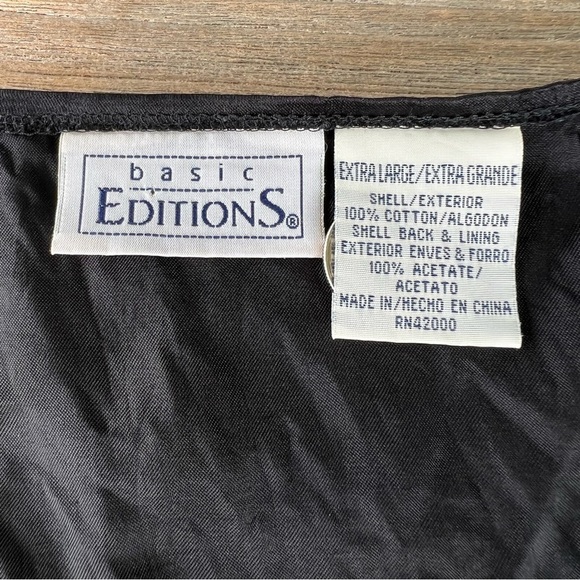 basic
EDITIONS®
EXTRA LARGE/EXTRA GRANDE
SHELL/EXTERIOR
100% COTTON/ALGODON
SHELL BACK & LINING
EXTERIOR ENVES & FORRO
100% ACETATE/
ACETATO
MADE IN/HECHO EN CHINA
RN42000